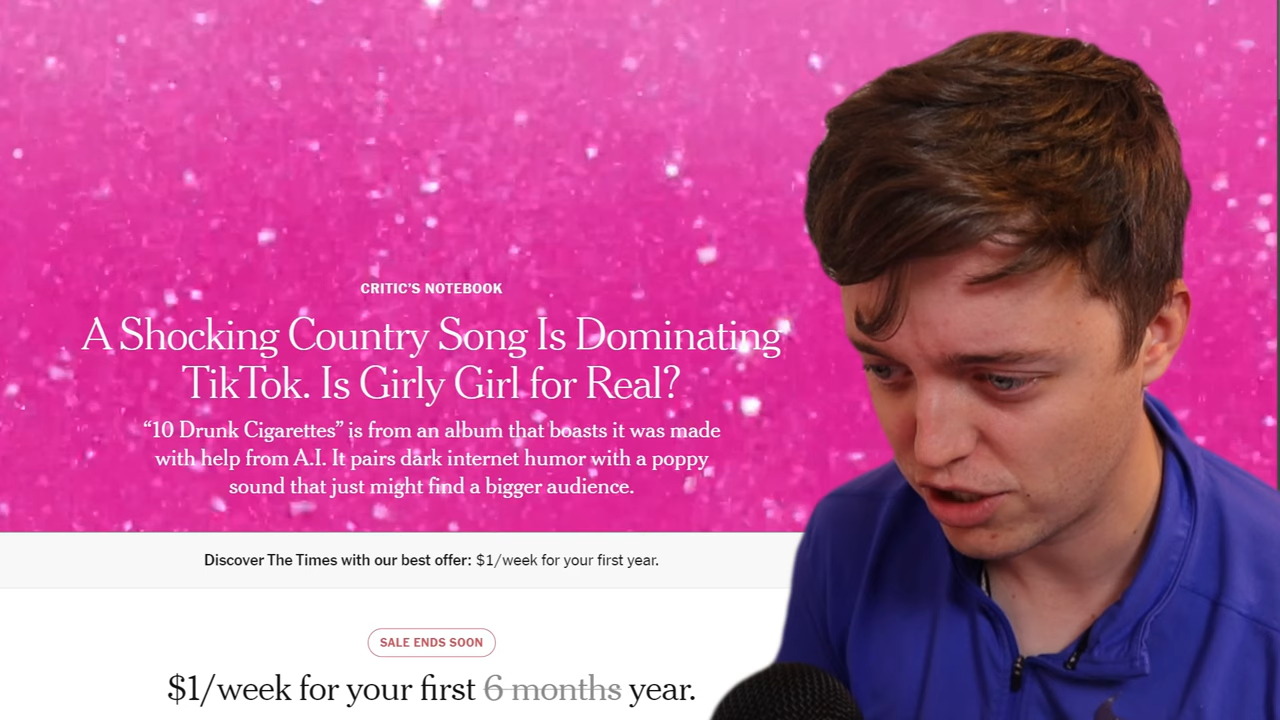 CRITIC'S NOTEBOOK
A Shocking Country Song Is Dominating
TikTok. Is Girly Girl for Real?
“10 Drunk Cigarettes” is from an album that boasts it was made
with help from A.I. It pairs dark internet humor with a poppy
sound that just might find a bigger audience.
Discover The Times with our best offer: $1/week for your first year.
SALE ENDS SOON
$1/week for your first 6 months year.